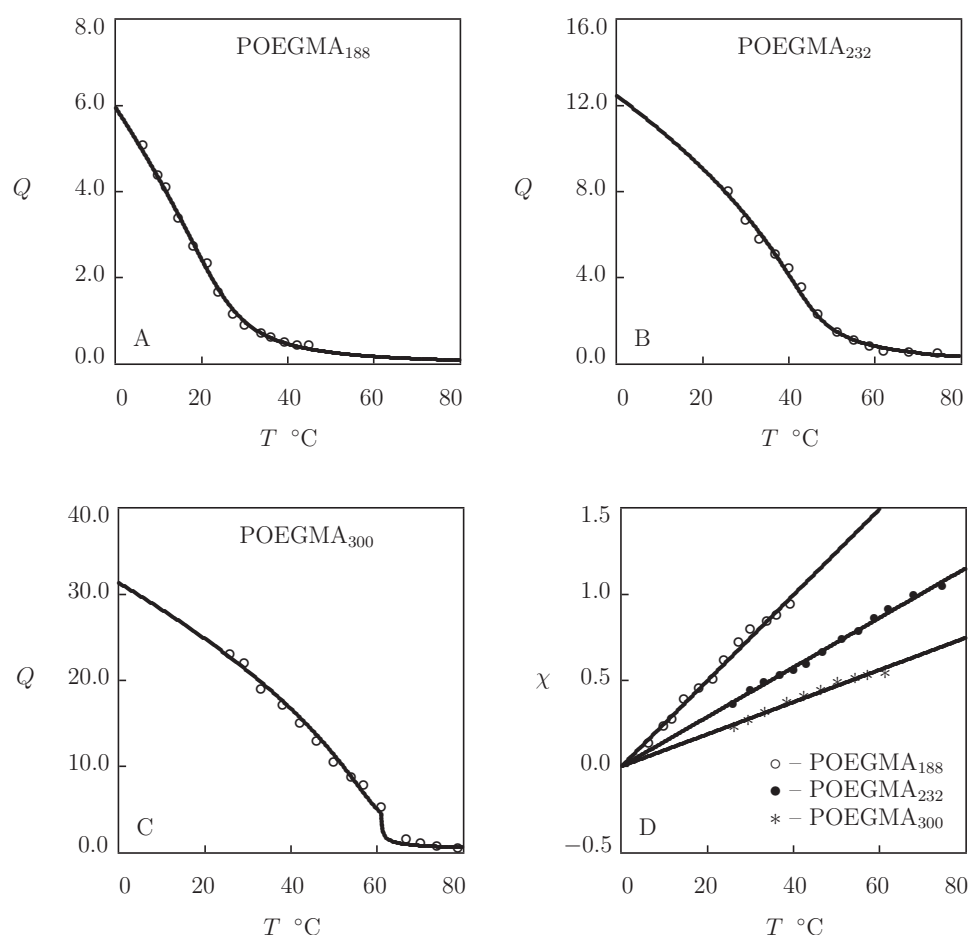 8.0
6.0
4.0
2.0
0.0
Q
POEGMA188
A
0 20 40 60 80
T °C
16.0
12.0
8.0
4.0
0.0
Q
POEGMA232
B
0 20 40 60 80
T °C
40.0
30.0
20.0
10.0
0.0
Q
POEGMA300
C
0 20 40 60 80
T °C
1.5
1.0
0.5
0.0
−0.5
χ
○ – POEGMA188
● – POEGMA232
* – POEGMA300
D
0 20 40 60 80
T °C